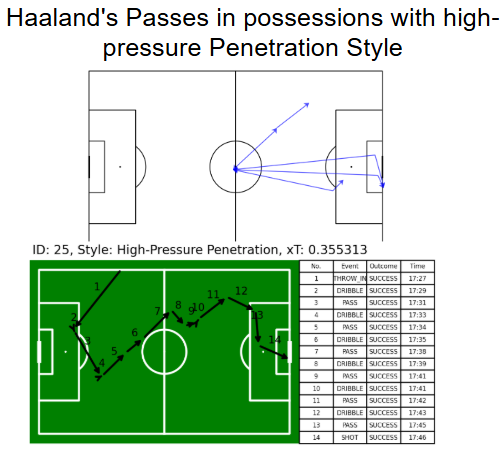 Haaland's Passes in possessions with high-
pressure Penetration Style
ID: 25, Style: High-Pressure Penetration, xT: 0.355313
No. Event Outcome Time
1 THROW_IN SUCCESS 17:27
2 DRIBBLE SUCCESS 17:29
3 PASS SUCCESS 17:31
4 DRIBBLE SUCCESS 17:33
5 PASS SUCCESS 17:34
6 DRIBBLE SUCCESS 17:35
7 PASS SUCCESS 17:38
8 DRIBBLE SUCCESS 17:39
9 PASS SUCCESS 17:41
10 DRIBBLE SUCCESS 17:41
11 PASS SUCCESS 17:42
12 DRIBBLE SUCCESS 17:43
13 PASS SUCCESS 17:45
14 SHOT SUCCESS 17:46
1
2
3
4
5
6
7
8
9
10
11
12
13
14